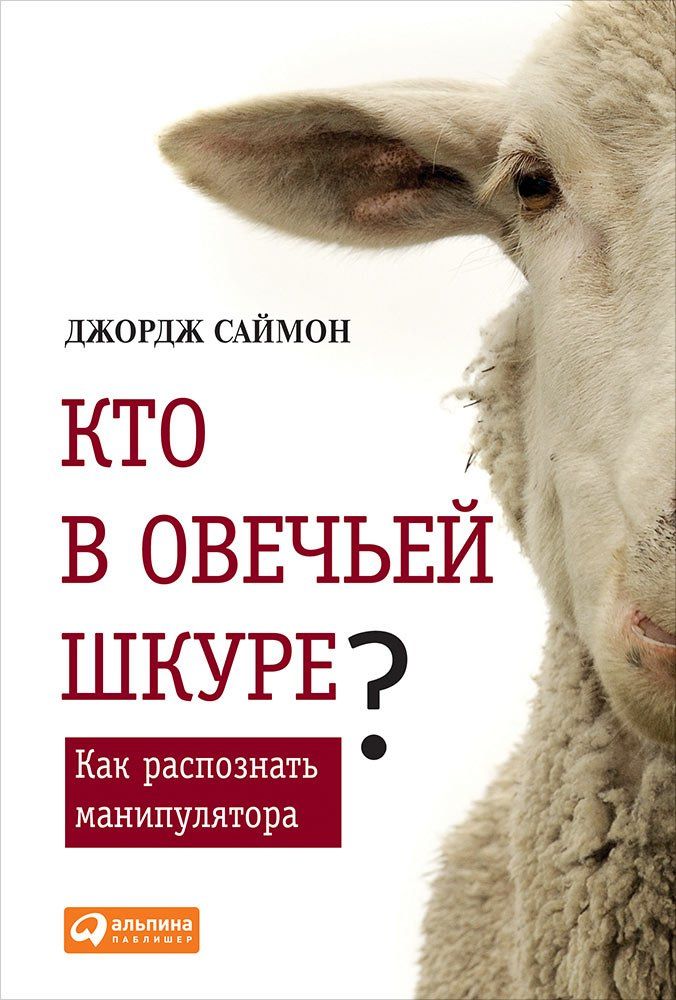 ДЖОРДЖ САЙМОН
КТО
В ОВЕЧЬЕЙ
ШКУРЕ?
Как распознать
манипулятора
альпина
ПАБЛИШЕР